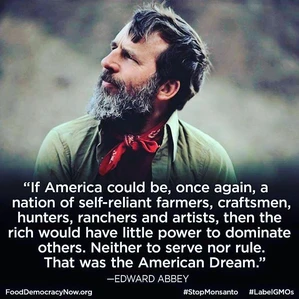 “If America could be, once again, a
nation of self-reliant farmers, craftsmen,
hunters, ranchers and artists, then the
rich would have little power to dominate
others. Neither to serve nor rule.
That was the American Dream.”
—EDWARD ABBEY
FoodDemocracyNow.org #StopMonsanto #LabelGMOs